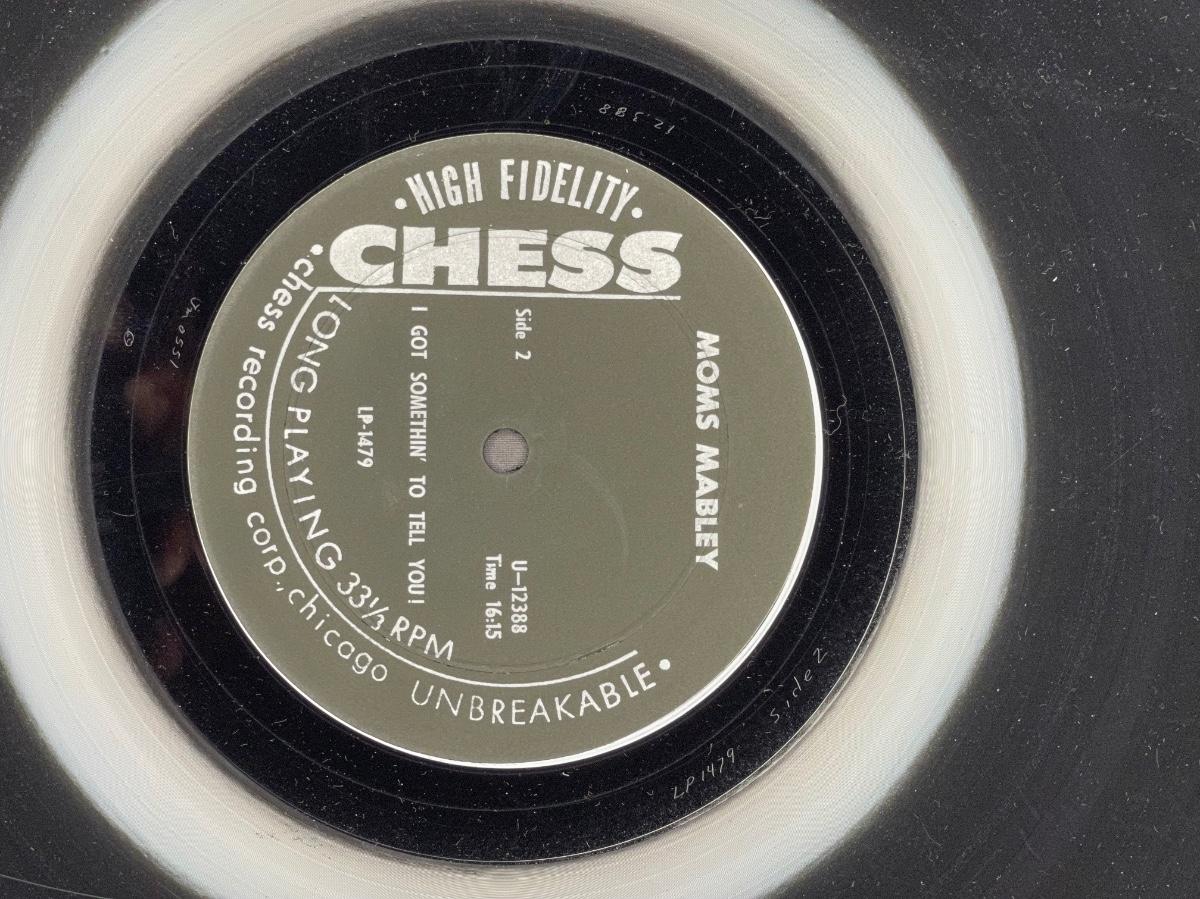 • HIGH FIDELITY •
CHESS
MOMS MABLEY
Side 2
U-12388
Time 16:15
I GOT SOMETHIN' TO TELL YOU!
LP-1479
LONG PLAYING 33⅓ RPM
• chess recording corp., chicago UNBREAKABLE •
12388
LP1479 Side 2